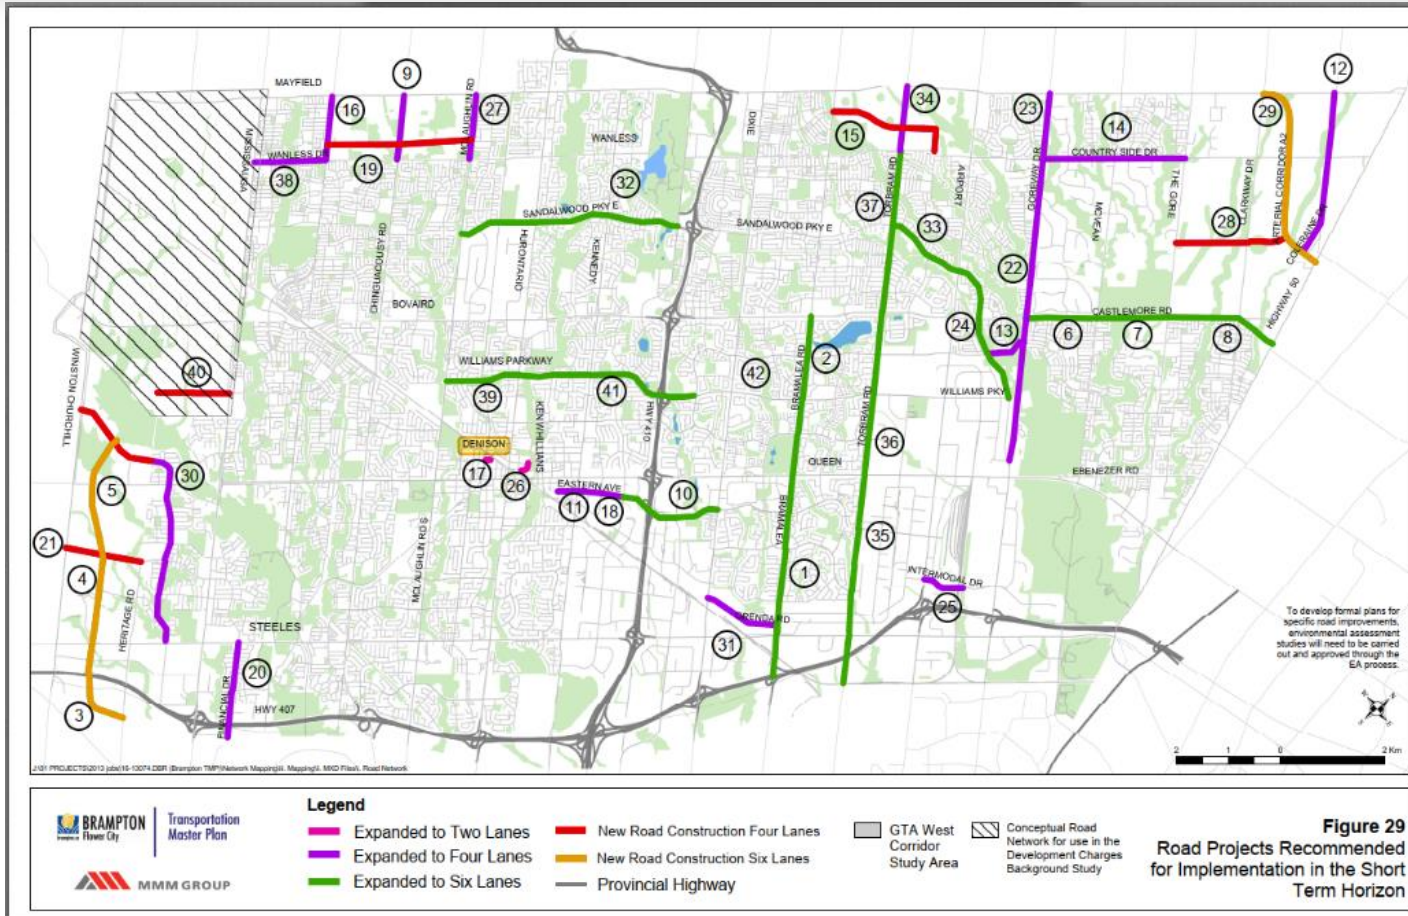 9
12
MAYFIELD
16
MCLAUGHLIN RD
27
34
23
29
14
15
DIXIE
WANLESS
MISSISSAUGA
WANLESS DR
38
19
32
SANDALWOOD PKY E
37
TORBRAM RD
AIRPORT
33
GOREWAY DR
COUNTRY SIDE DR
MCVEAN
THE GORE
CLARKWAY DR
28
ARTERIAL CORRIDOR A2
COLERAINE DR
SANDALWOOD PKY E
CHINGUACOUSY RD
HURONTARIO
KENNEDY
22
BOVAIRD
HIGHWAY 50
CASTLEMORE RD
24
13
6
7
8
WINSTON CHURCHILL
40
WILLIAMS PARKWAY
39
41
42
BRAMALEA RD
2
WILLIAMS PKY
HWY 410
TORBRAM RD
36
DENISON
17
26
QUEEN
EBENEZER RD
30
5
EASTERN AVE
11
18
10
BRAMALEA
35
21
4
MCLAUGHLIN RD S
1
INTERMODAL DR
25
HERITAGE RD
STEELES
31
20
FINANCIAL DR
HWY 407
3
To develop formal plans for
specific road improvements,
environmental assessment
studies will need to be carried
out and approved through the
EA process.
2 1 0 2 Km
BRAMPTON
Flower City
Transportation
Master Plan
MMM GROUP
Legend
Expanded to Two Lanes
Expanded to Four Lanes
Expanded to Six Lanes
New Road Construction Four Lanes
New Road Construction Six Lanes
Provincial Highway
GTA West
Corridor
Study Area
Conceptual Road
Network for use in the
Development Charges
Background Study
Figure 29
Road Projects Recommended
for Implementation in the Short
Term Horizon